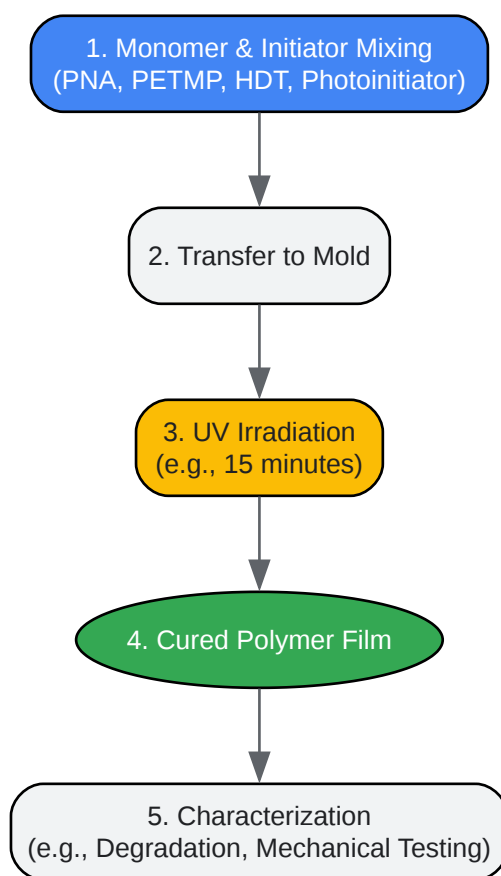 1. Monomer & Initiator Mixing
(PNA, PETMP, HDT, Photoinitiator)
2. Transfer to Mold
3. UV Irradiation
(e.g., 15 minutes)
4. Cured Polymer Film
5. Characterization
(e.g., Degradation, Mechanical Testing)